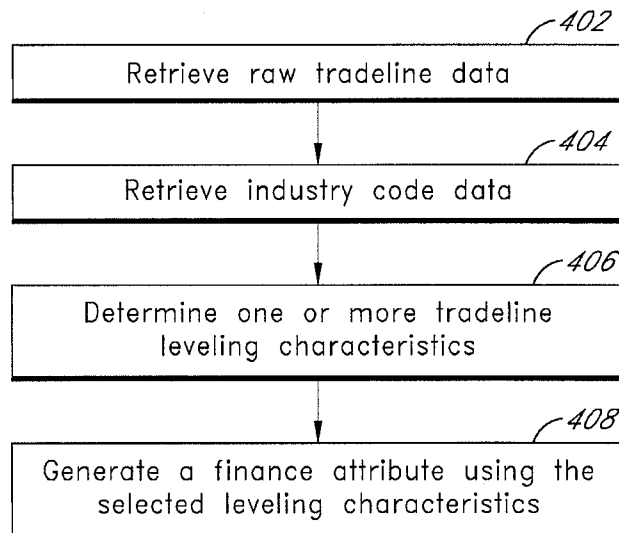 402
Retrieve raw tradeline data
404
Retrieve industry code data
406
Determine one or more tradeline
leveling characteristics
408
Generate a finance attribute using the
selected leveling characteristics